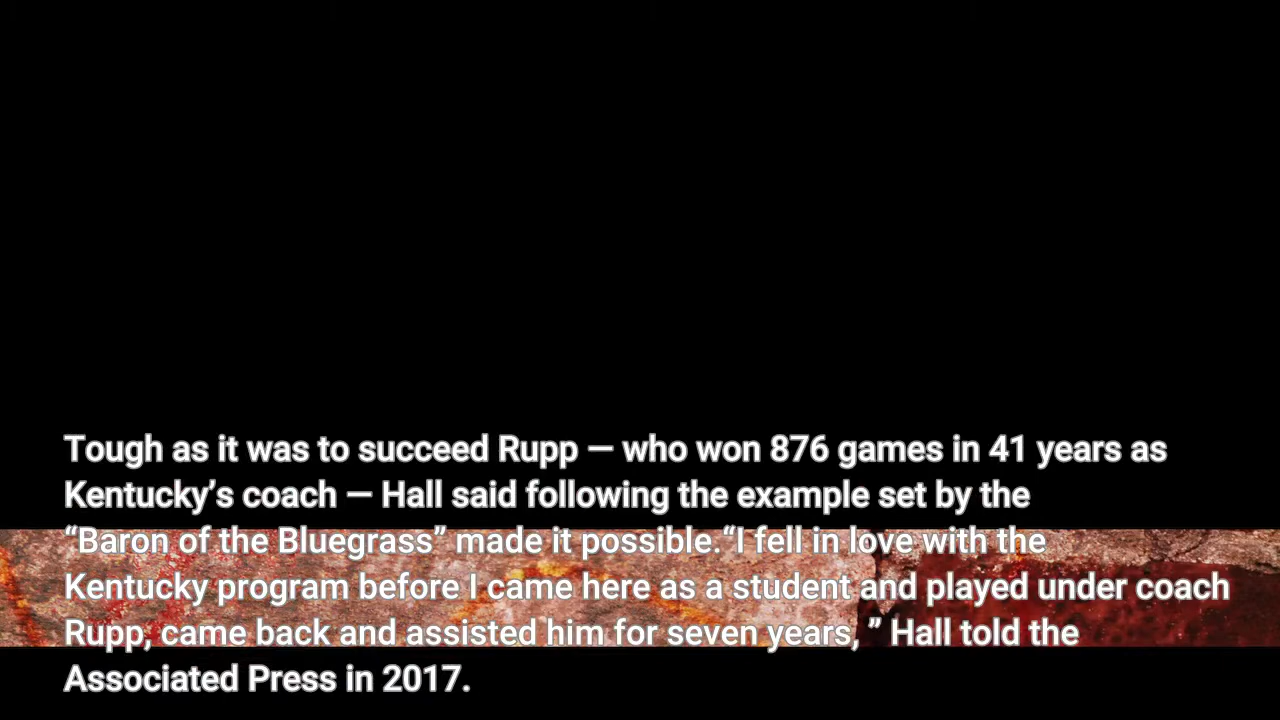 Tough as it was to succeed Rupp — who won 876 games in 41 years as
Kentucky’s coach — Hall said following the example set by the
“Baron of the Bluegrass” made it possible.“I fell in love with the
Kentucky program before I came here as a student and played under coach
Rupp, came back and assisted him for seven years, ” Hall told the
Associated Press in 2017.